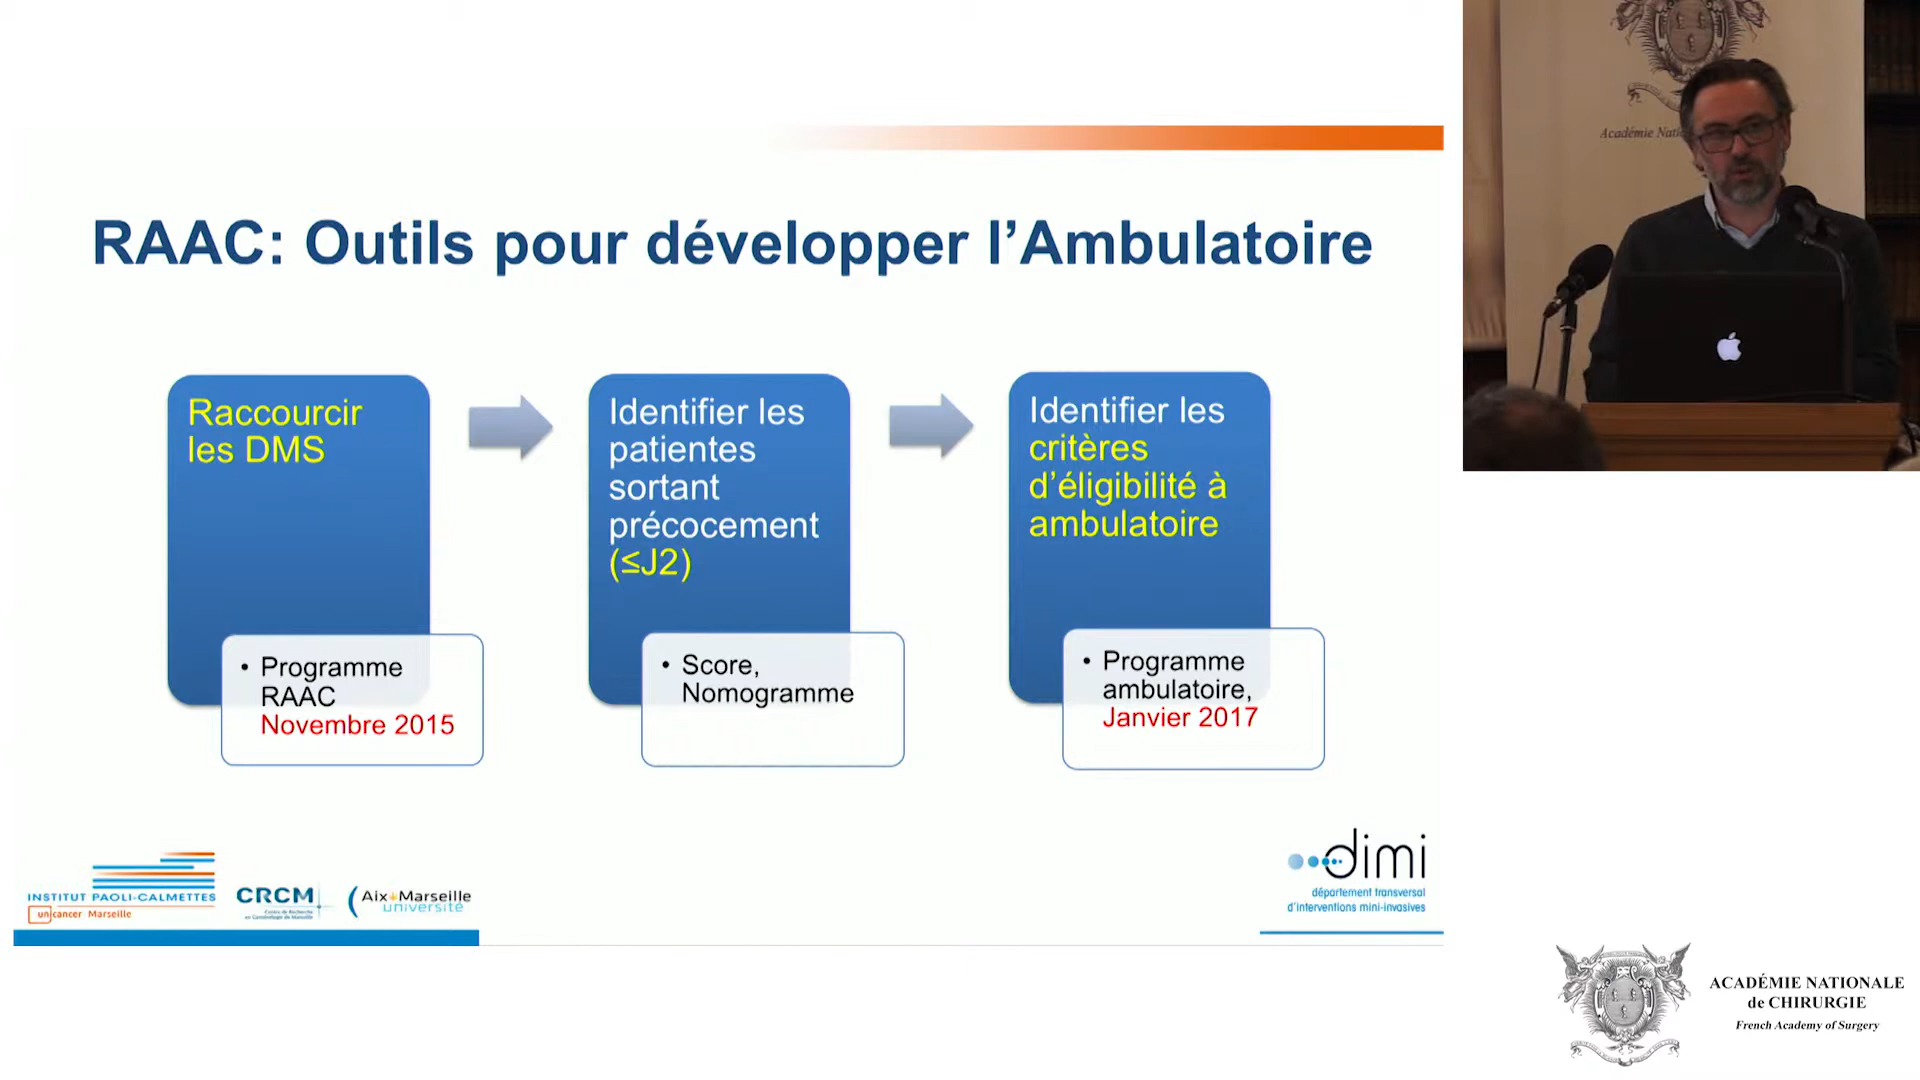 RAAC: Outils pour développer l’Ambulatoire
Raccourcir
les DMS
• Programme
RAAC
Novembre 2015
Identifier les
patientes
sortant
précocement
(≤J2)
• Score,
Nomogramme
Identifier les
critères
d’éligibilité à
ambulatoire
• Programme
ambulatoire,
Janvier 2017
INSTITUT PAOLI-CALMETTES
unicancer Marseille
CRCM
Centre de Recherche
en Cancérologie de Marseille
Aix+Marseille
université
dimi
département transversal
d’interventions mini-invasives
Académie Nati
ACADÉMIE NATIONALE
de CHIRURGIE
French Academy of Surgery